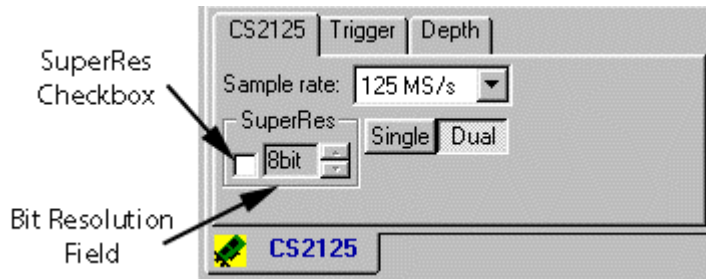 CS2125 Trigger Depth
SuperRes
Checkbox
Sample rate: 125 MS/s
SuperRes
8bit
Single Dual
Bit Resolution
Field
CS2125